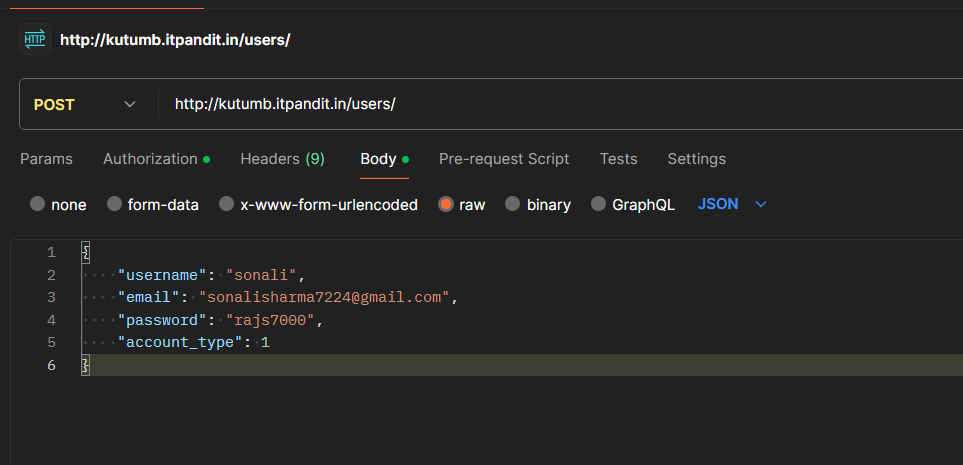 HTTP http://kutumb.itpandit.in/users/
POST http://kutumb.itpandit.in/users/
Params Authorization Headers (9) Body Pre-request Script Tests Settings
none form-data x-www-form-urlencoded raw binary GraphQL JSON
1 {
2 "username": "sonali",
3 "email": "sonalisharma7224@gmail.com",
4 "password": "rajs7000",
5 "account_type": 1
6 }